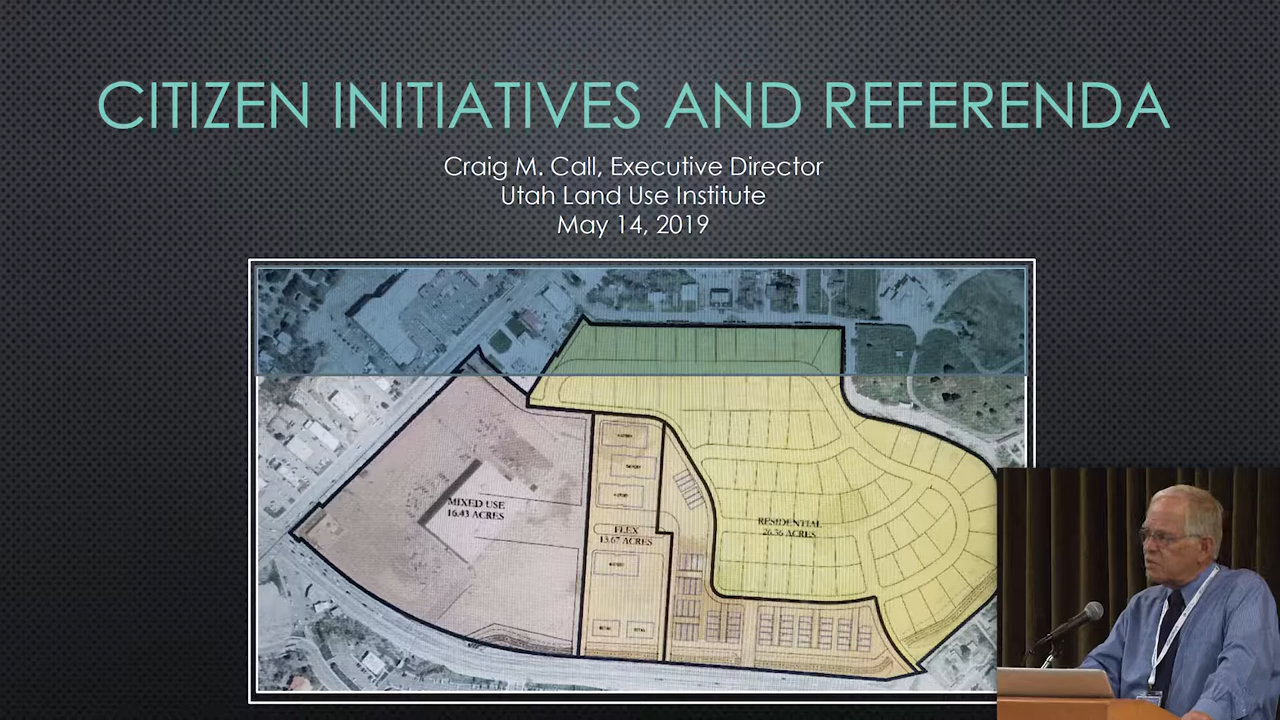 CITIZEN INITIATIVES AND REFERENDA
Craig M. Call, Executive Director
Utah Land Use Institute
May 14, 2019
MIXED USE
16.43 ACRES
FLEX
13.67 ACRES
RESIDENTIAL
26.36 ACRES